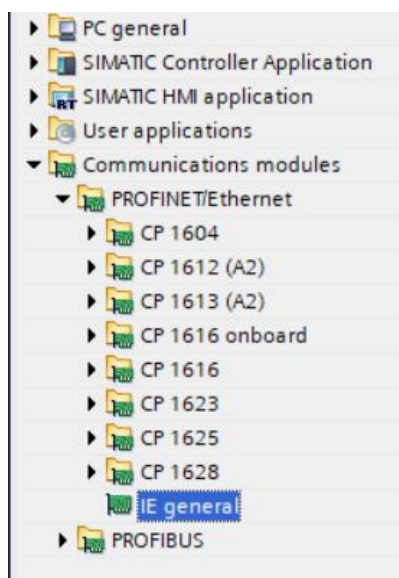 PC general
SIMATIC Controller Application
RT SIMATIC HMI application
User applications
Communications modules
PROFINET/Ethernet
CP 1604
CP 1612 (A2)
CP 1613 (A2)
CP 1616 onboard
CP 1616
CP 1623
CP 1625
CP 1628
IE general
PROFIBUS